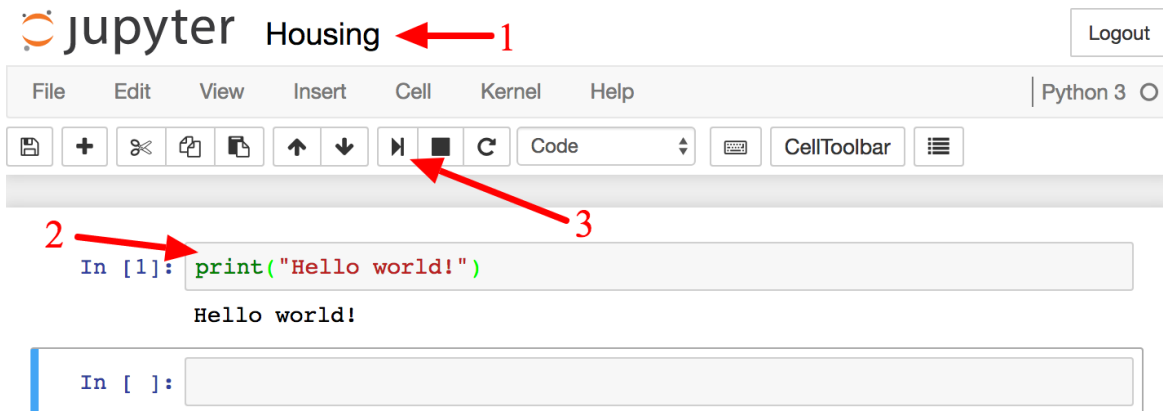 jupyter Housing 1 Logout
File Edit View Insert Cell Kernel Help Python 3
Code CellToolbar
3
2
In [1]: print("Hello world!")
Hello world!
In [ ]: